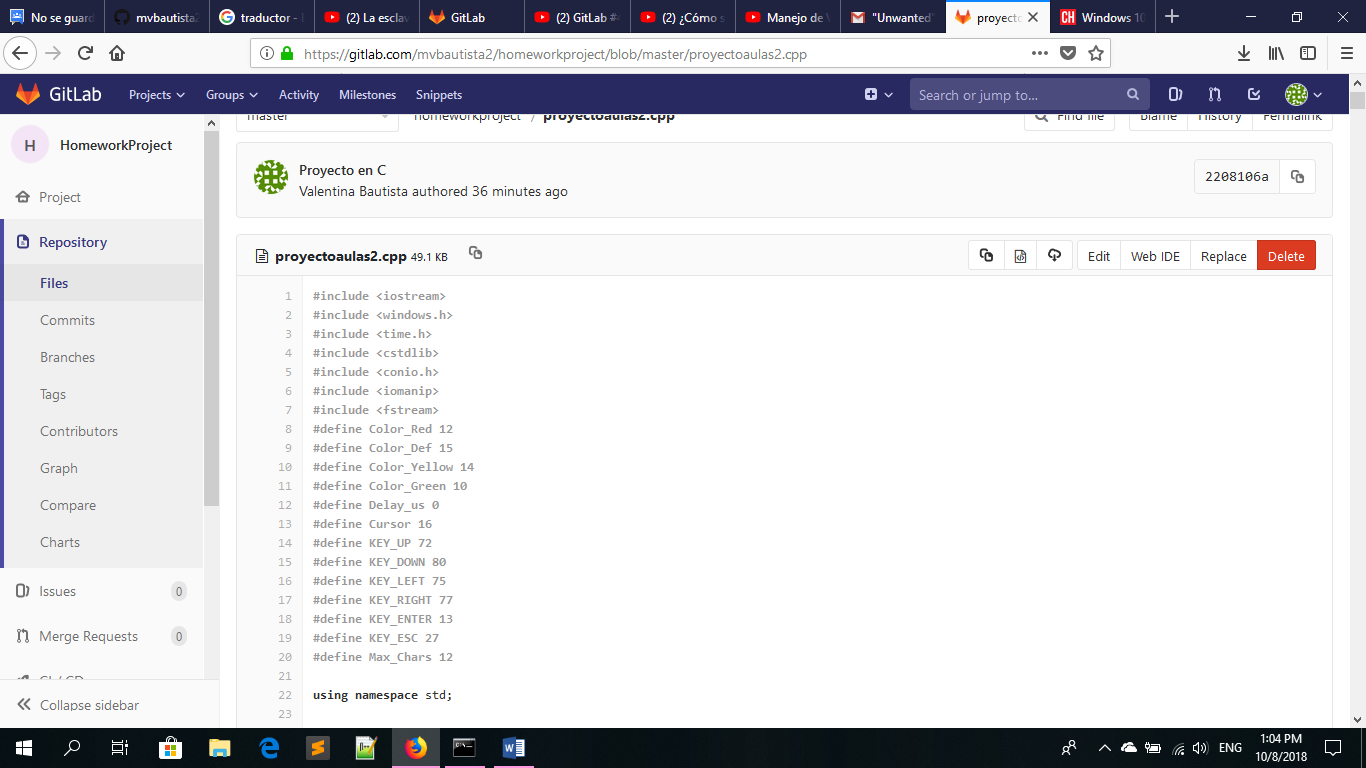 No se guard
mvbautista2
traductor - 
(2) La esclav
GitLab
(2) GitLab #
(2) ¿Cómo s
Manejo de
"Unwanted"
proyecto
CH Windows 10
https://gitlab.com/mvbautista2/homeworkproject/blob/master/proyectoaulas2.cpp
GitLab Projects Groups Activity Milestones Snippets Search or jump to...
master homeworkproject / proyectoaulas2.cpp Find file Blame History Permalink
H HomeworkProject
Project
Repository
Files
Commits
Branches
Tags
Contributors
Graph
Compare
Charts
Issues 0
Merge Requests 0
CI / CD
Collapse sidebar
Proyecto en C
Valentina Bautista authored 36 minutes ago
2208106a
proyectoaulas2.cpp 49.1 KB Edit Web IDE Replace Delete
1 #include <iostream>
2 #include <windows.h>
3 #include <time.h>
4 #include <cstdlib>
5 #include <conio.h>
6 #include <iomanip>
7 #include <fstream>
8 #define Color_Red 12
9 #define Color_Def 15
10 #define Color_Yellow 14
11 #define Color_Green 10
12 #define Delay_us 0
13 #define Cursor 16
14 #define KEY_UP 72
15 #define KEY_DOWN 80
16 #define KEY_LEFT 75
17 #define KEY_RIGHT 77
18 #define KEY_ENTER 13
19 #define KEY_ESC 27
20 #define Max_Chars 12
21
22 using namespace std;
23
ENG
1:04 PM
10/8/2018